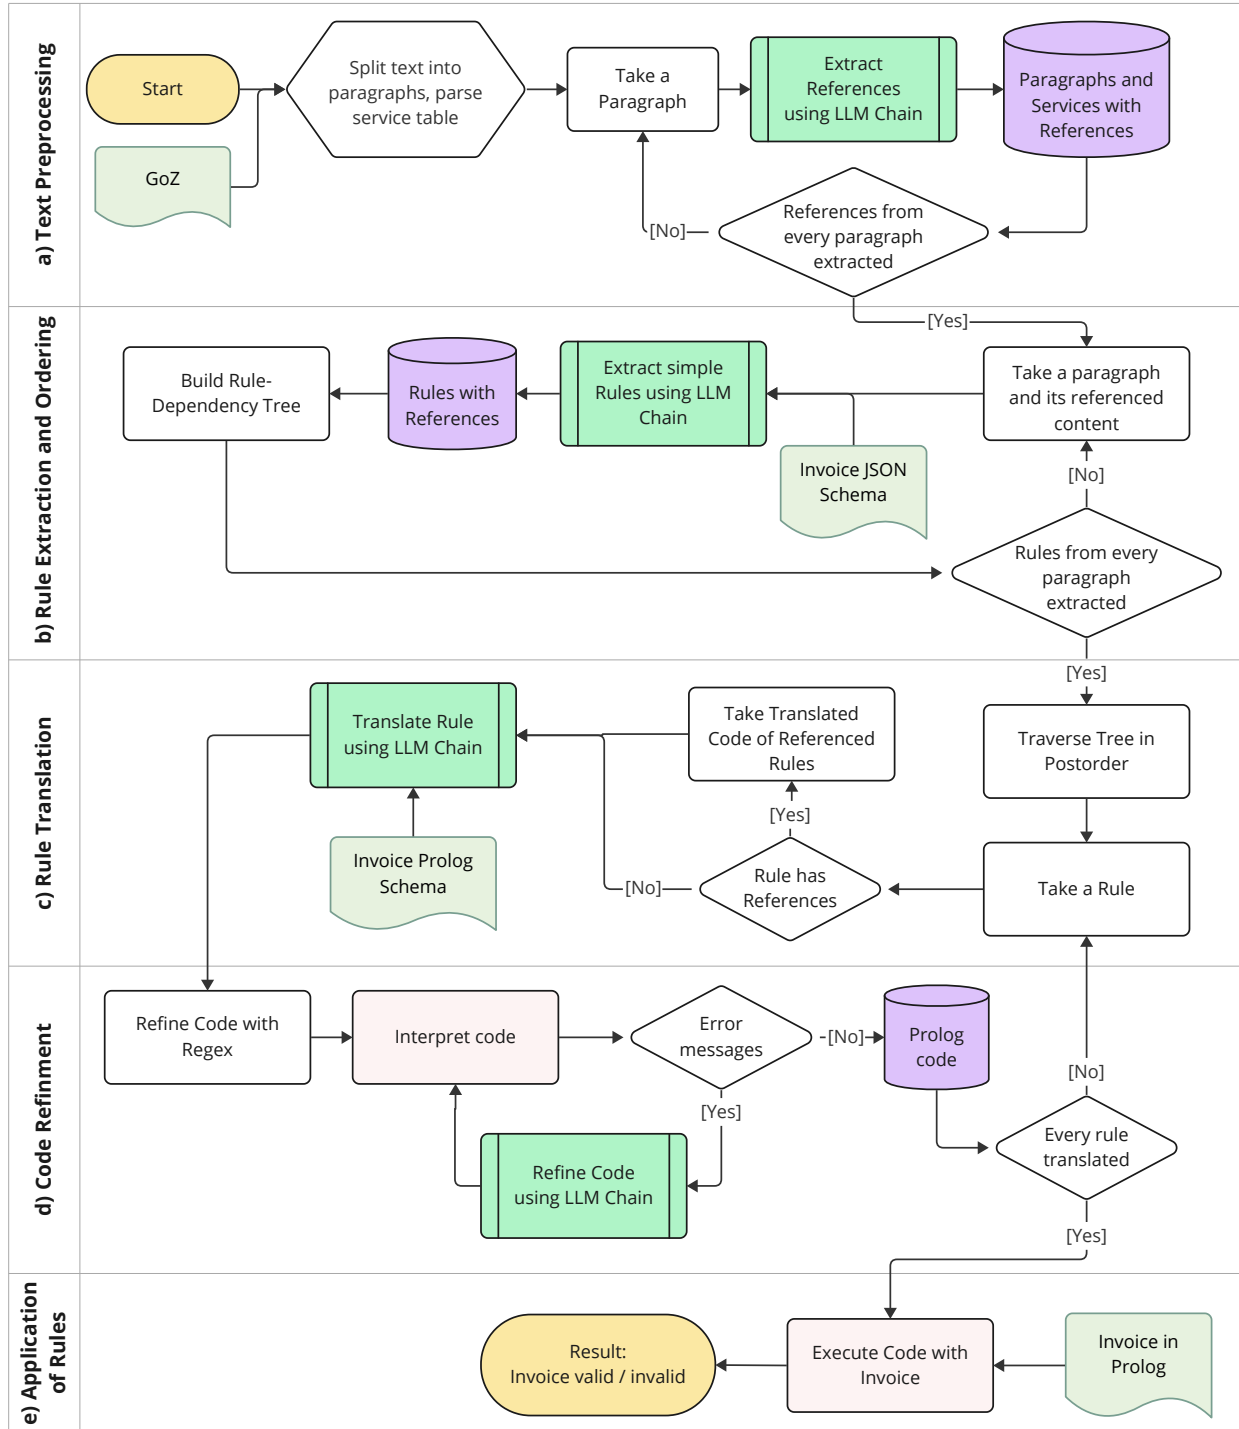 a) Text Preprocessing
Start
GoZ
Split text into
paragraphs, parse
service table
Take a
Paragraph
Extract
References
using LLM Chain
Paragraphs and
Services with
References
References from
every paragraph
extracted
[No]
[Yes]
b) Rule Extraction and Ordering
Build Rule-
Dependency Tree
Rules with
References
Extract simple
Rules using LLM
Chain
Take a paragraph
and its referenced
content
Invoice JSON
Schema
[No]
Rules from every
paragraph
extracted
[Yes]
c) Rule Translation
Translate Rule
using LLM Chain
Take Translated
Code of Referenced
Rules
Traverse Tree in
Postorder
[Yes]
Invoice Prolog
Schema
[No]
Rule has
References
Take a Rule
d) Code Refinment
Refine Code with
Regex
Interpret code
Error
messages
[No]
Prolog
code
[No]
[Yes]
Every rule
translated
Refine Code
using LLM Chain
[Yes]
e) Application
of Rules
Result:
Invoice valid / invalid
Execute Code with
Invoice
Invoice in
Prolog